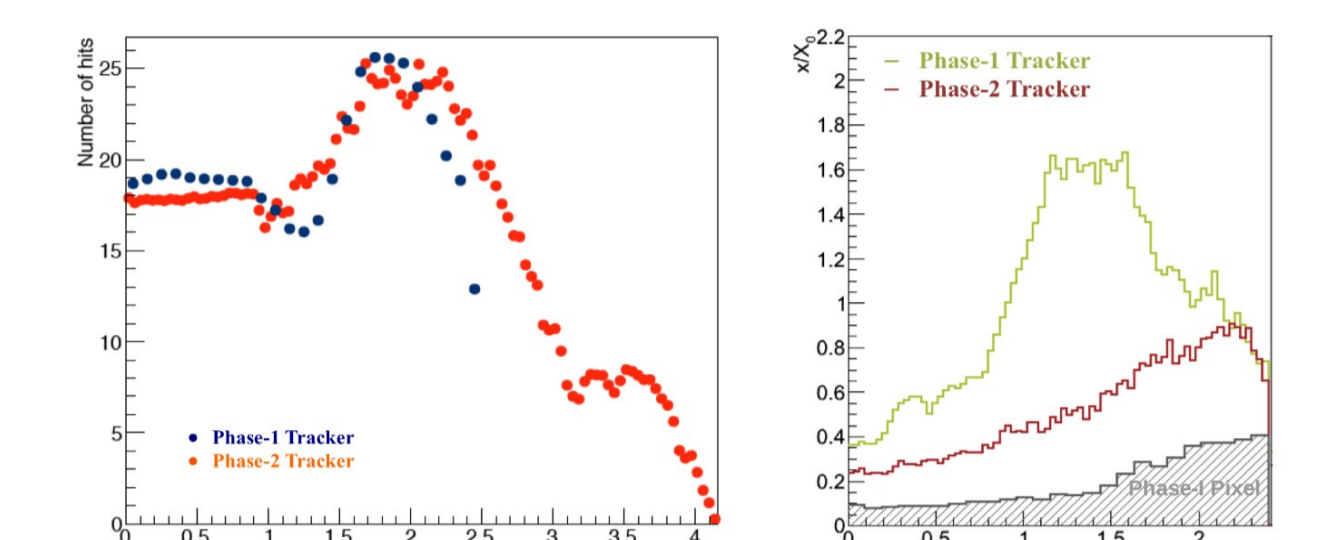 Number of hits
25
20
15
10
5
0
Phase-1 Tracker
Phase-2 Tracker
0 0.5 1 1.5 2 2.5 3 3.5 4
x/X0
2.2
2
1.8
1.6
1.4
1.2
1
0.8
0.6
0.4
0.2
0
Phase-1 Tracker
Phase-2 Tracker
Phase-I Pixel
0 0.5 1 1.5 2